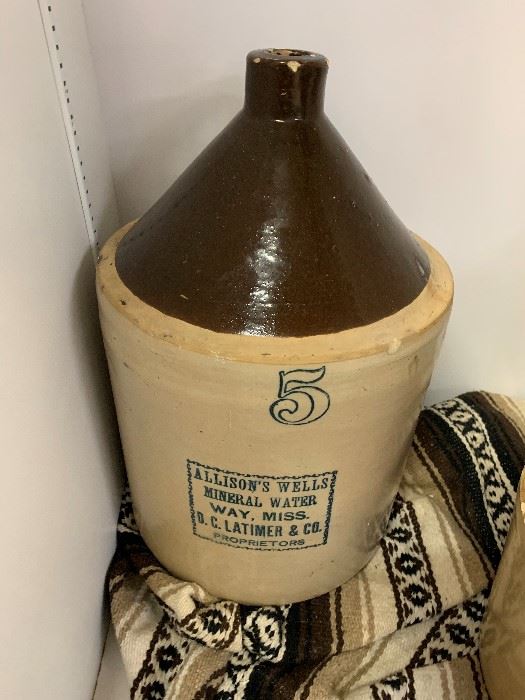 5
ALLISON'S WELLS
MINERAL WATER
WAY, MISS.
D. C. LATIMER & CO.
PROPRIETORS